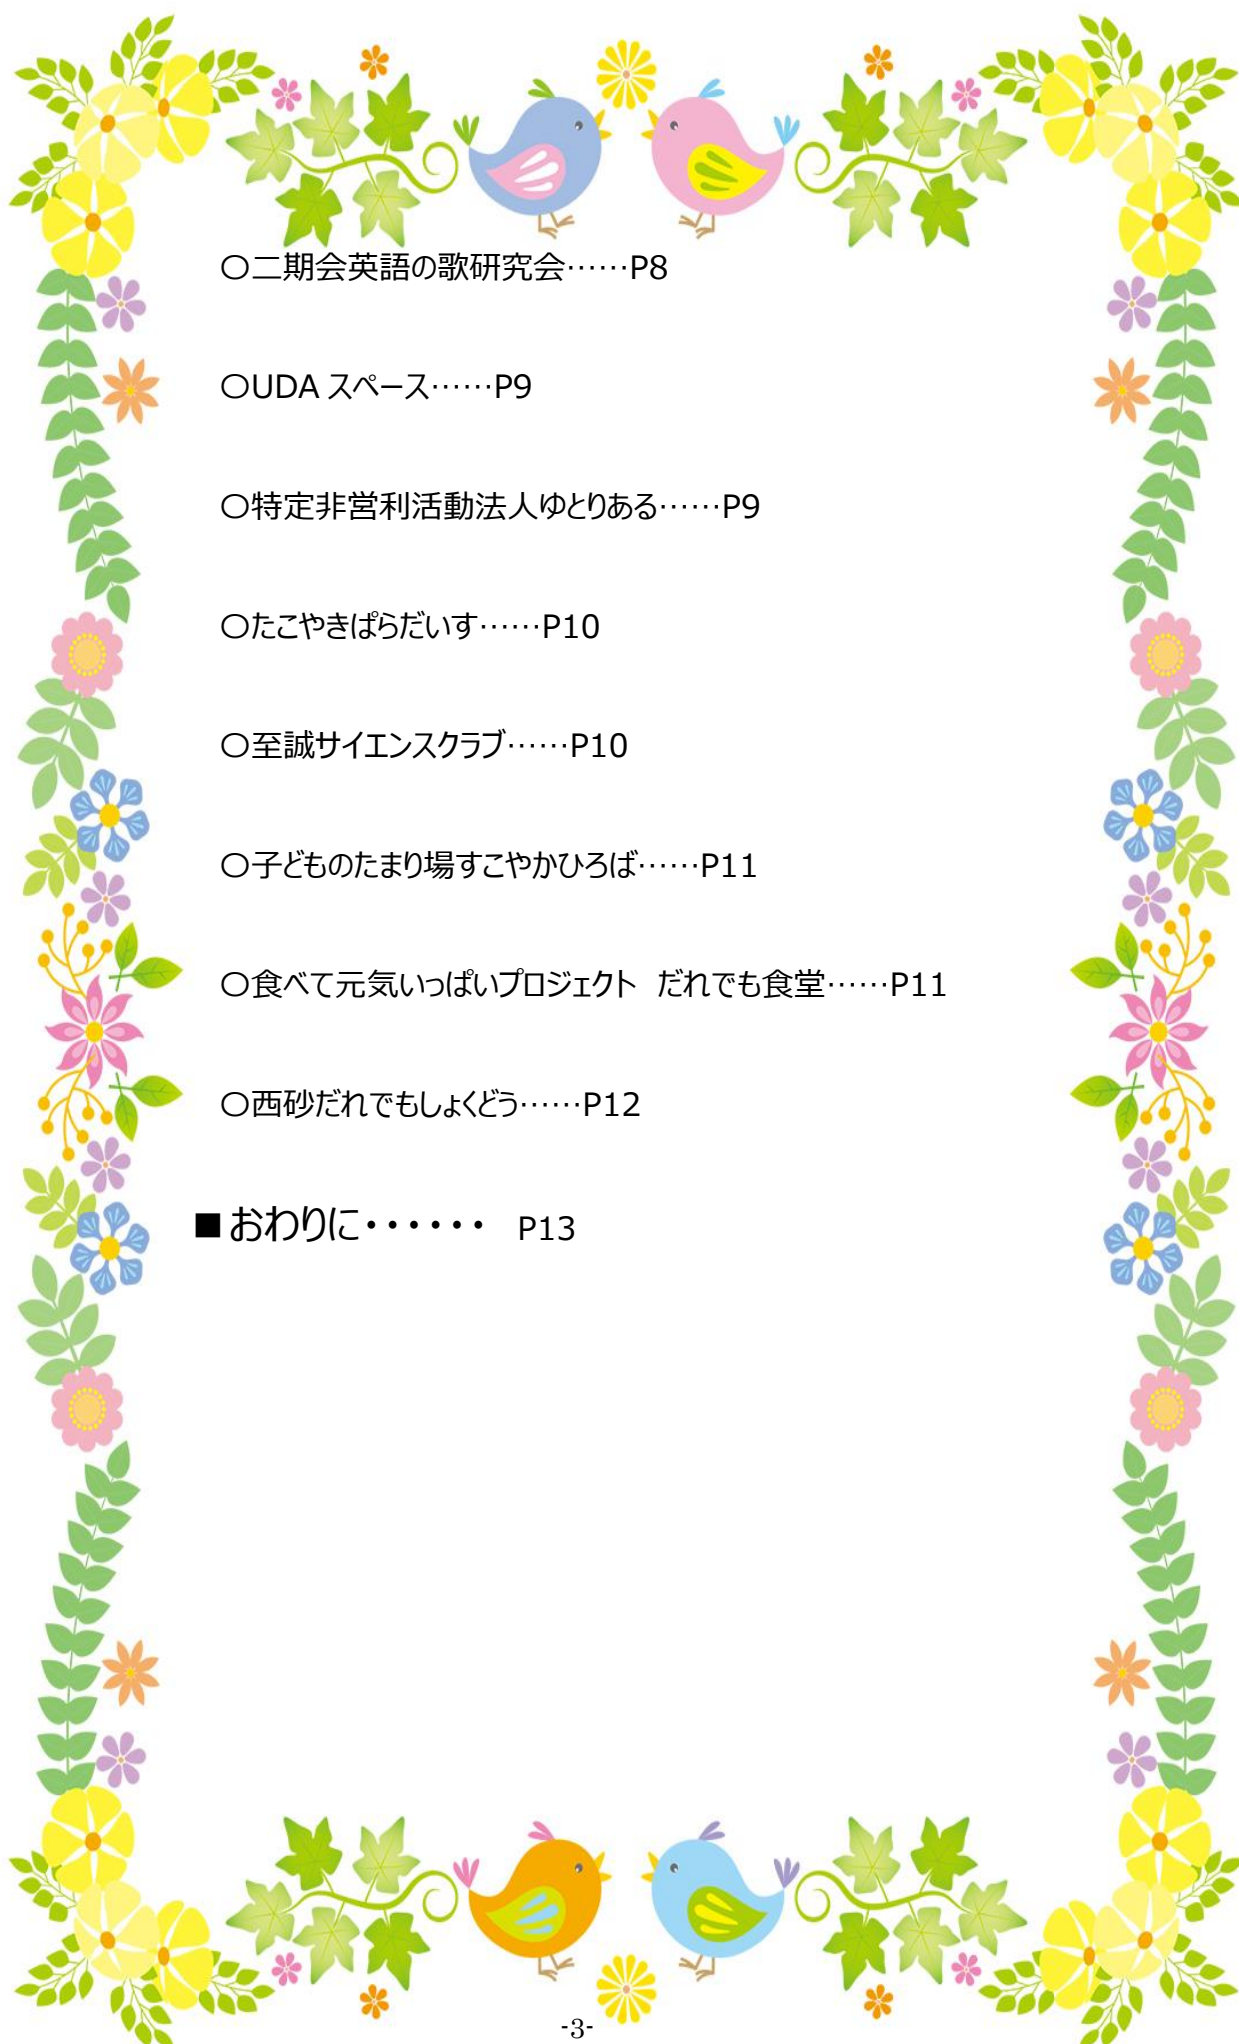 〇二期会英語の歌研究会……P8
〇UDA スペース……P9
〇特定非営利活動法人ゆとりある……P9
〇たこやきぱらだいす……P10
〇至誠サイエンスクラブ……P10
〇子どものたまり場すこやかひろば……P11
〇食べて元気いっぱいプロジェクト　だれでも食堂……P11
〇西砂だれでもしょくどう……P12
■おわりに・・・・・・　P13
-3-